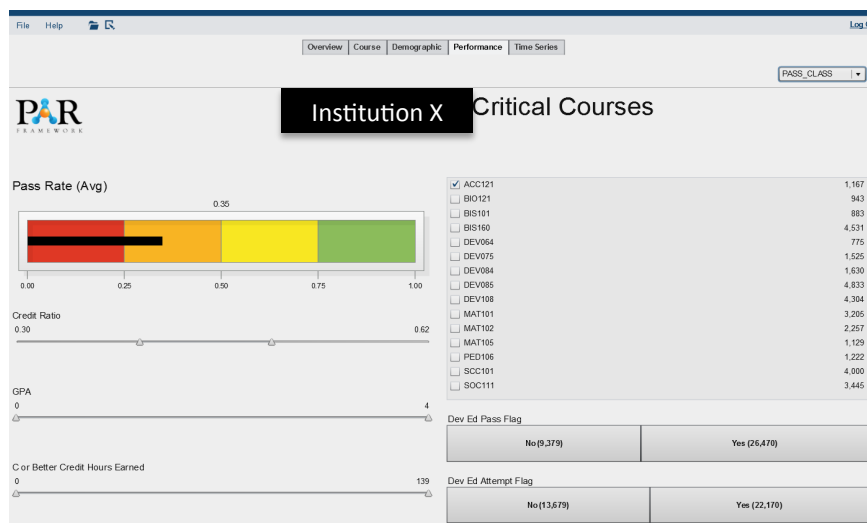 File Help Log
Overview Course Demographic Performance Time Series
PASS_CLASS
PAR
FRAMEWORK
Institution X Critical Courses
Pass Rate (Avg)
0.35
0.00 0.25 0.50 0.75 1.00
Credit Ratio
0.30 0.62
GPA
0 4
C or Better Credit Hours Earned
0 139
ACC121 1,167
BIO121 943
BIS101 883
BIS160 4,531
DEV064 775
DEV075 1,525
DEV084 1,630
DEV085 4,833
DEV108 4,304
MAT101 3,205
MAT102 2,257
MAT105 1,129
PED106 1,222
SCC101 4,000
SOC111 3,445
Dev Ed Pass Flag
No (9,379) Yes (26,470)
Dev Ed Attempt Flag
No (13,679) Yes (22,170)